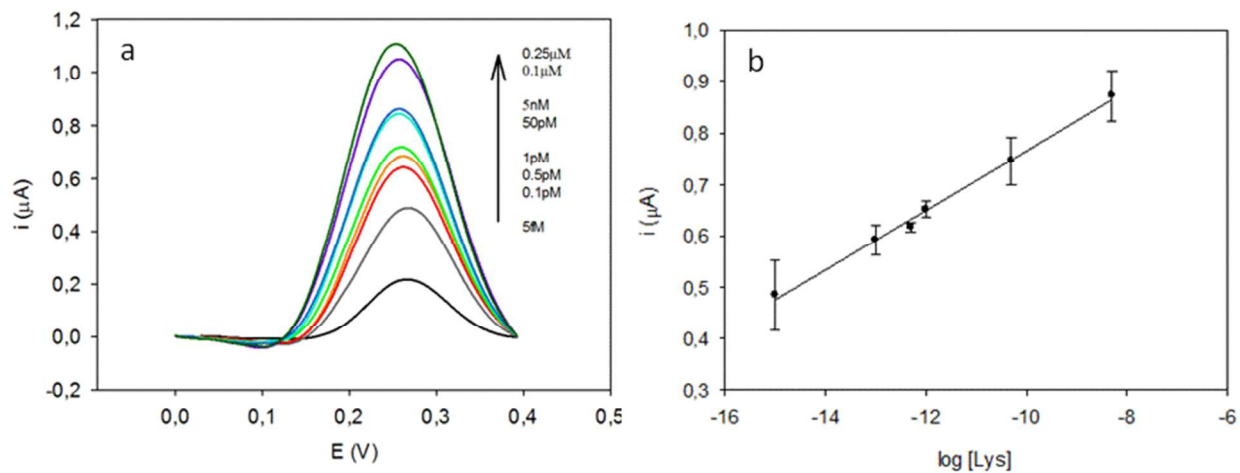 a
1,2
1,0
0,8
0,6
0,4
0,2
0,0
-0,2
i (μA)
0,0 0,1 0,2 0,3 0,4 0,5
E (V)
0.25μM
0.1μM
5nM
50pM
1pM
0.5pM
0.1pM
5fM
b
1,0
0,9
0,8
0,7
0,6
0,5
0,4
0,3
i (μA)
-16 -14 -12 -10 -8 -6
log [Lys]